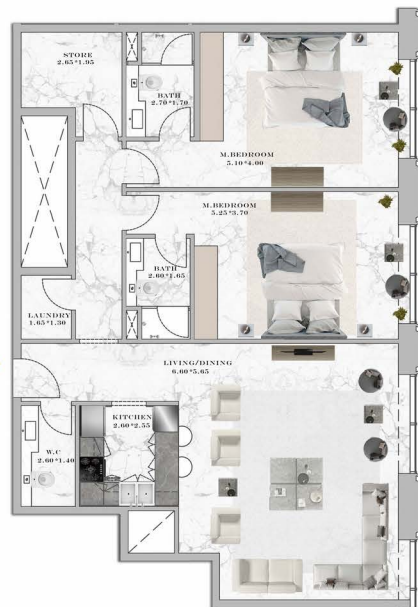 STORE
2.65*1.95
BATH
2.70*1.70
M.BEDROOM
5.10*4.00
M.BEDROOM
5.25*3.70
BATH
2.60*1.65
LAUNDRY
1.65*1.30
LIVING/DINING
6.60*5.65
KITCHEN
2.60*2.55
W.C
2.60*1.40